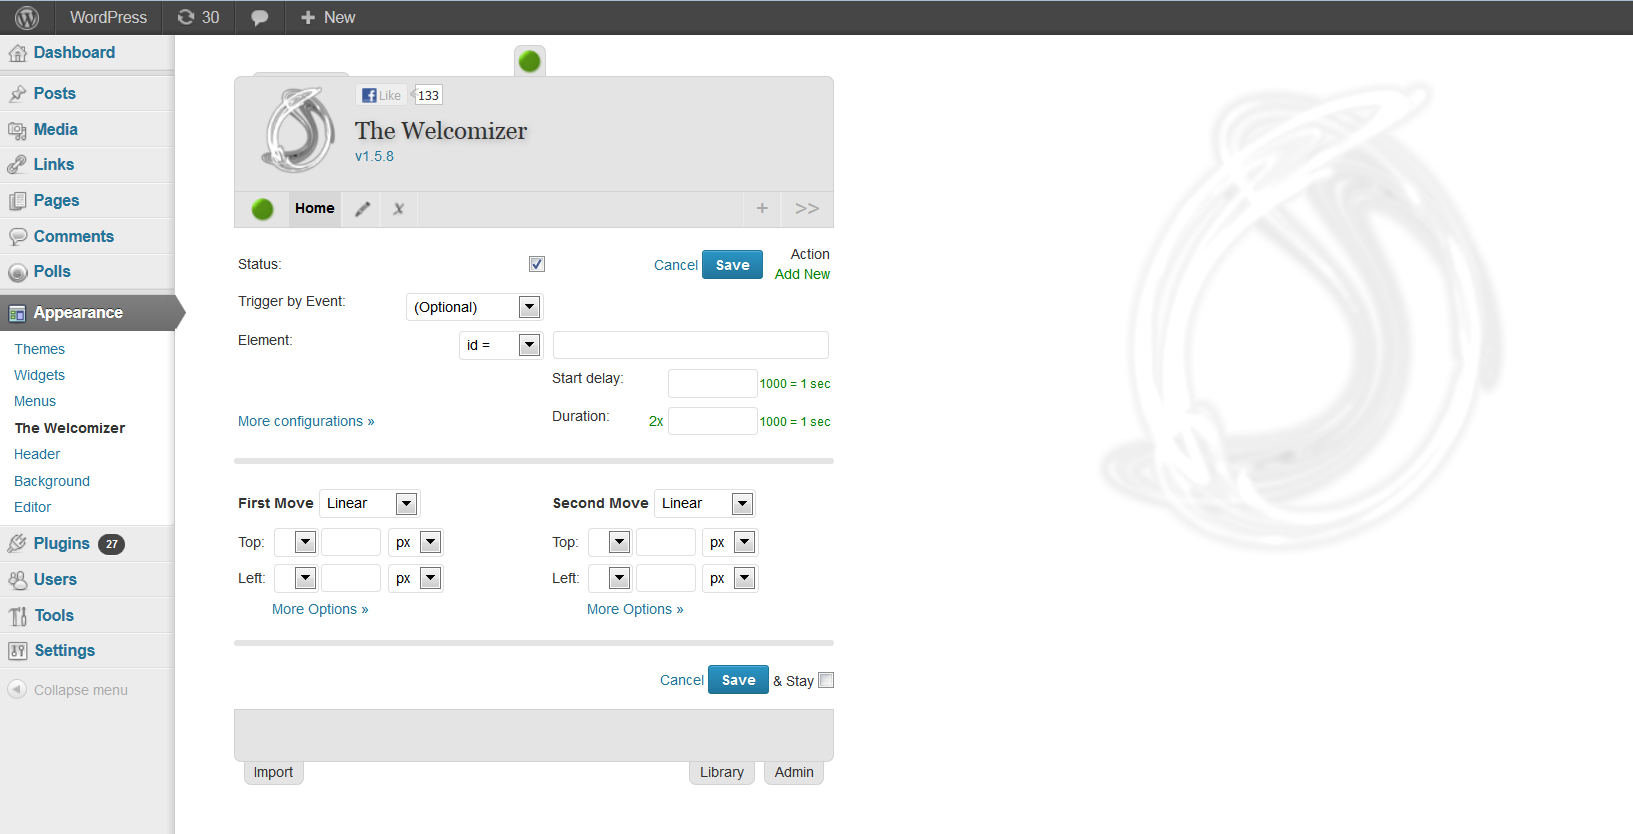 WordPress 30 New
Dashboard
Posts
Media
Links
Pages
Comments
Polls
Appearance
Themes
Widgets
Menus
The Welcomizer
Header
Background
Editor
Plugins 27
Users
Tools
Settings
Collapse menu
Like 133
The Welcomizer
v1.5.8
Home X + >>
Status: Cancel Save Action
Add New
Trigger by Event: (Optional)
Element: id =
Start delay: 1000 = 1 sec
More configurations » Duration: 2x 1000 = 1 sec
First Move Linear Second Move Linear
Top: px Top: px
Left: px Left: px
More Options » More Options »
Cancel Save & Stay
Import Library Admin